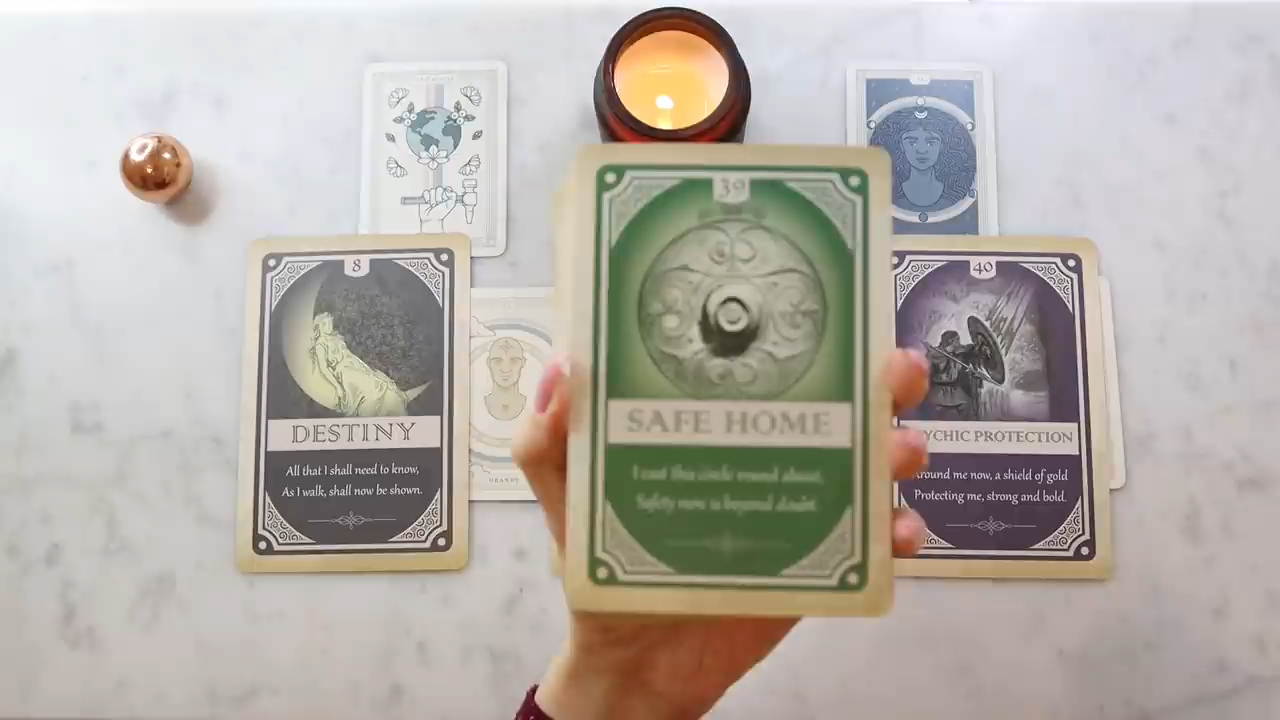 8
DESTINY
All that I shall need to know,
As I walk, shall now be shown.
39
SAFE HOME
I cast this circle round about,
Safety now is beyond doubt.
40
YCHIC PROTECTION
Around me now, a shield of gold
Protecting me, strong and bold.